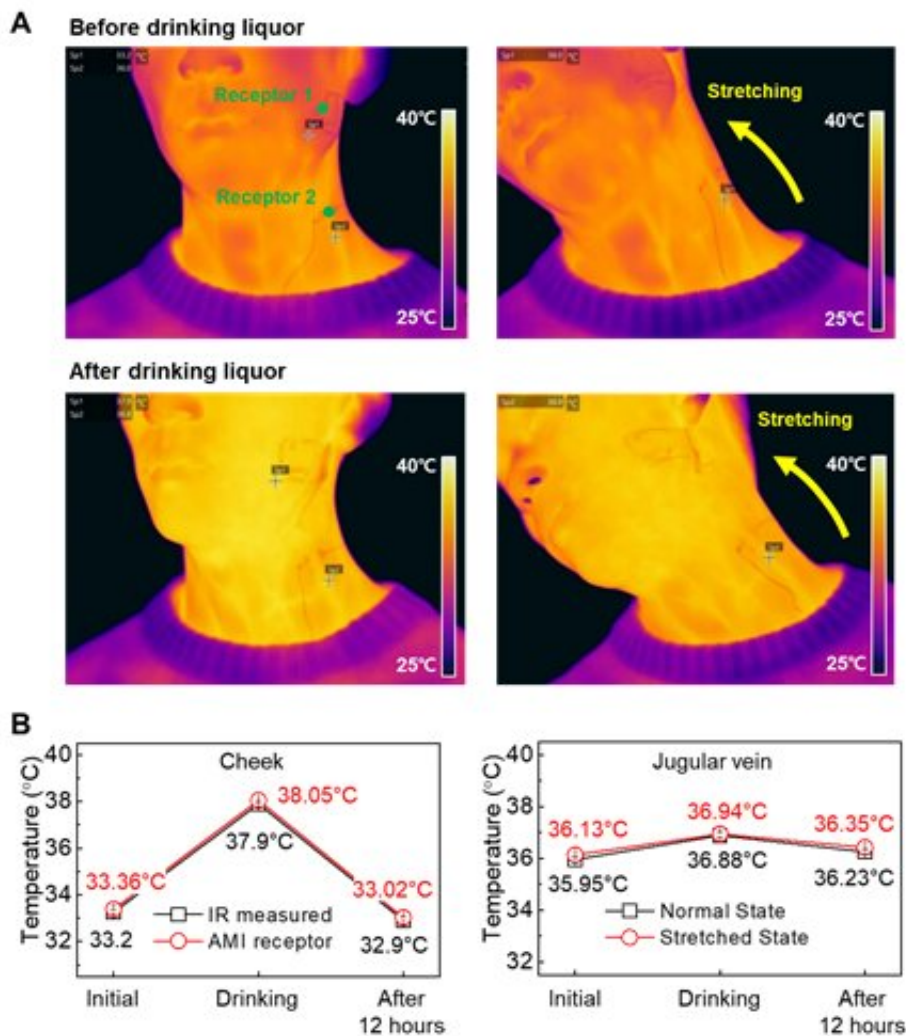 A
Before drinking liquor
Sp1
Sp2
°C
Receptor 1
Receptor 2
40°C
25°C
°C
Stretching
40°C
25°C
After drinking liquor
Sp1
Sp2
°C
40°C
25°C
°C
Stretching
40°C
25°C
B
Cheek
Temperature (°C)
40
38
36
34
32
38.05°C
37.9°C
33.36°C
33.02°C
33.2
32.9°C
IR measured
AMI receptor
Initial
Drinking
After
12 hours
Jugular vein
Temperature (°C)
40
38
36
34
32
36.13°C
36.94°C
36.35°C
35.95°C
36.88°C
36.23°C
Normal State
Stretched State
Initial
Drinking
After
12 hours